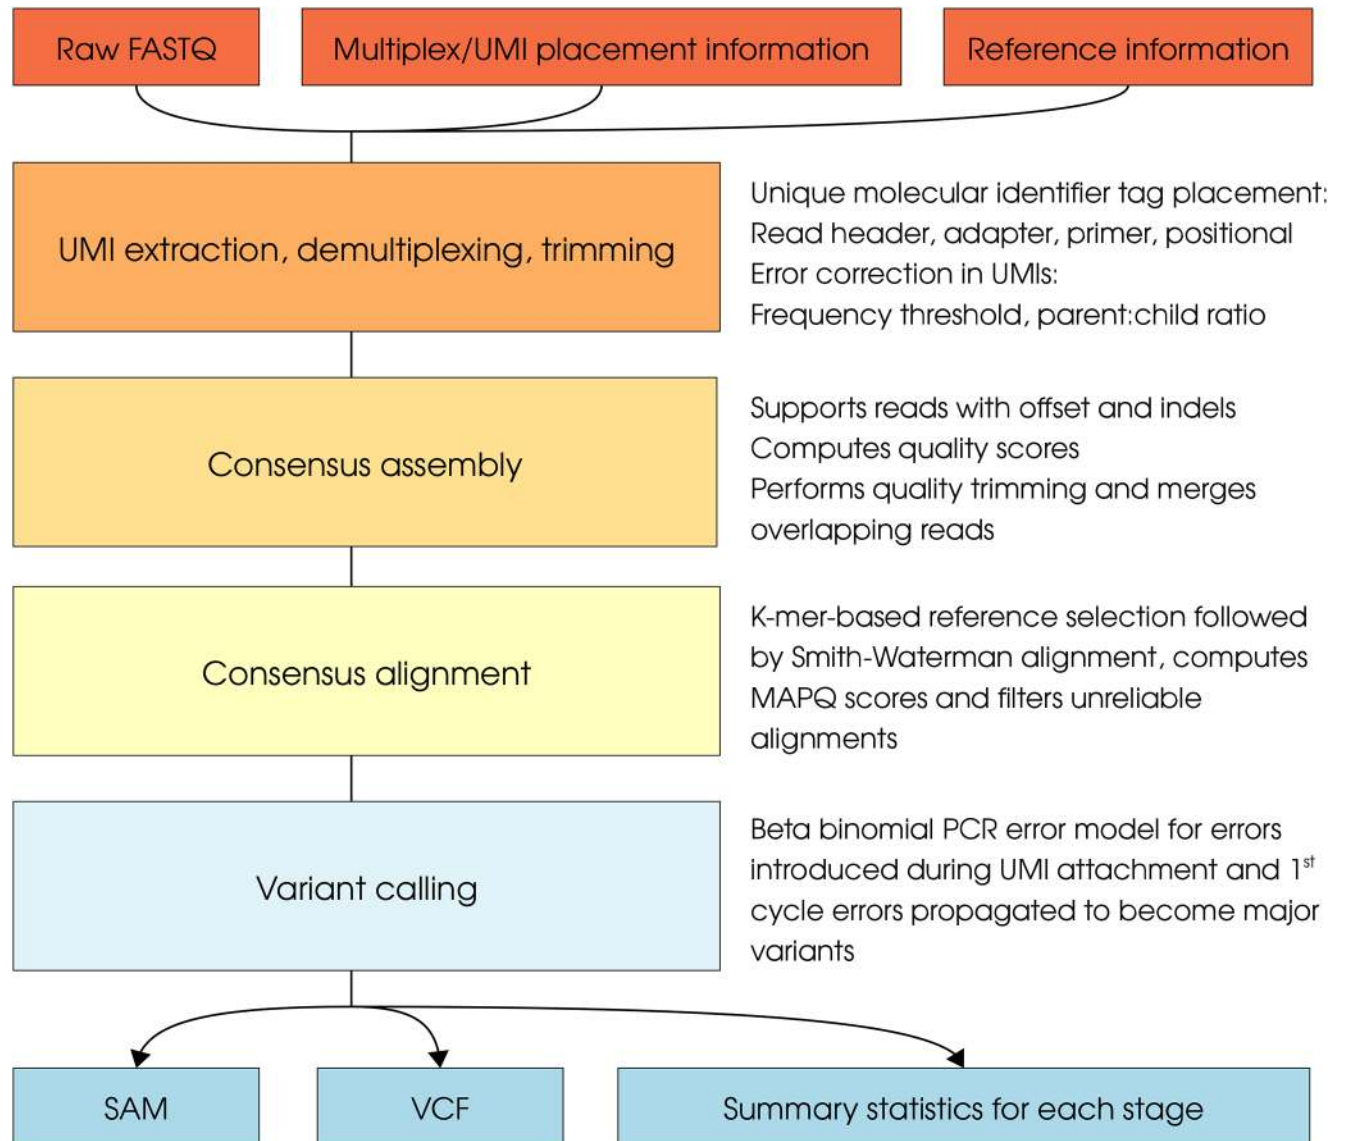 Raw FASTQ
Multiplex/UMI placement information
Reference information
UMI extraction, demultiplexing, trimming
Unique molecular identifier tag placement:
Read header, adapter, primer, positional
Error correction in UMIs:
Frequency threshold, parent:child ratio
Consensus assembly
Supports reads with offset and indels
Computes quality scores
Performs quality trimming and merges
overlapping reads
Consensus alignment
K-mer-based reference selection followed
by Smith-Waterman alignment, computes
MAPQ scores and filters unreliable
alignments
Variant calling
Beta binomial PCR error model for errors
introduced during UMI attachment and 1st
cycle errors propagated to become major
variants
SAM
VCF
Summary statistics for each stage